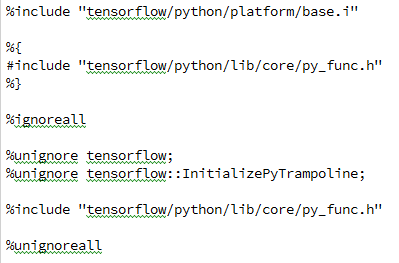 %include "tensorflow/python/platform/base.i"
%{
#include "tensorflow/python/lib/core/py_func.h"
%}
%ignoreall
%unignore tensorflow;
%unignore tensorflow::InitializePyTrampoline;
%include "tensorflow/python/lib/core/py_func.h"
%unignoreall